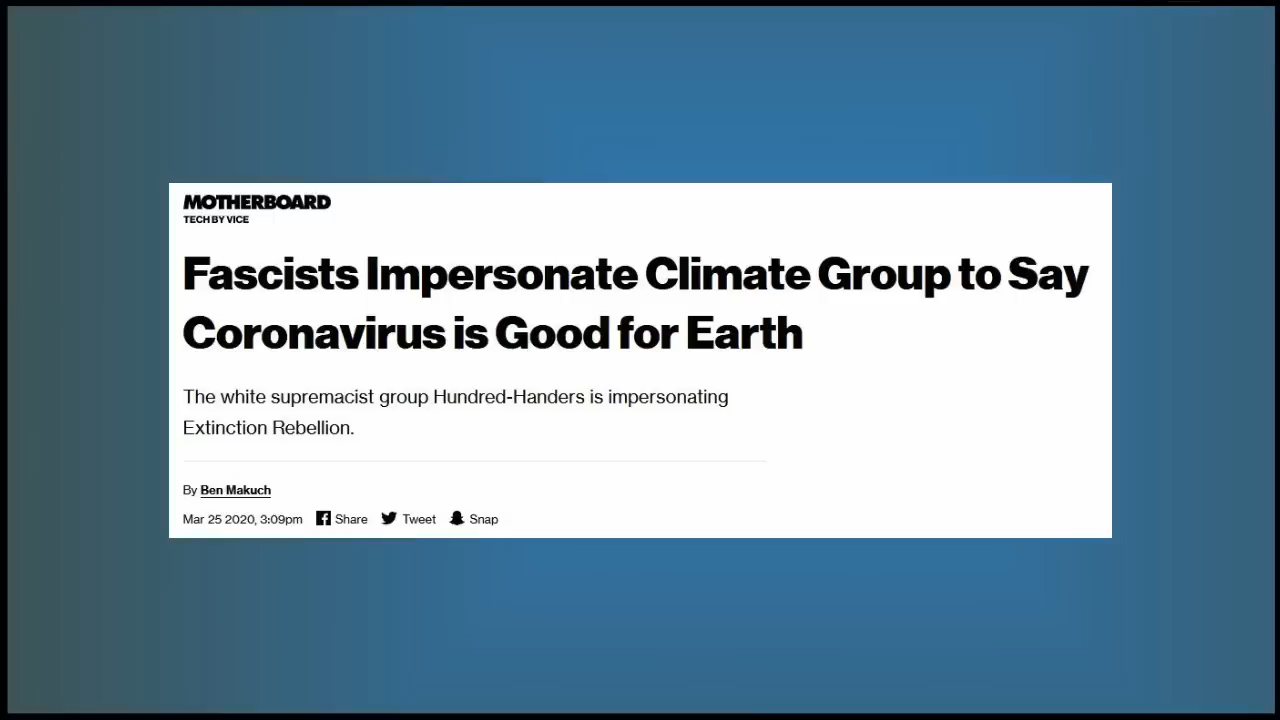 MOTHERBOARD
TECH BY VICE
Fascists Impersonate Climate Group to Say
Coronavirus is Good for Earth
The white supremacist group Hundred-Handers is impersonating
Extinction Rebellion.
By Ben Makuch
Mar 25 2020, 3:09pm Share Tweet Snap